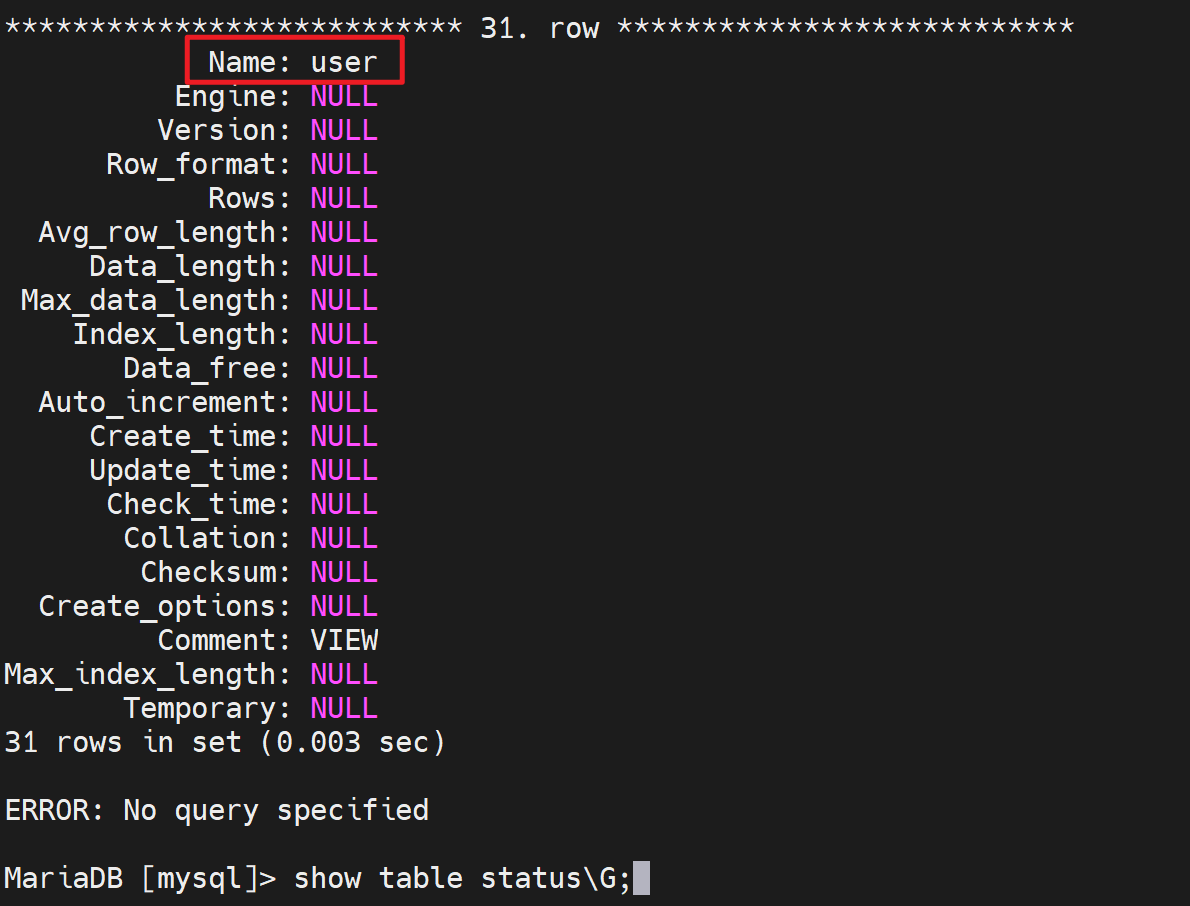 *************************** 31. row ***************************
Name: user
Engine: NULL
Version: NULL
Row_format: NULL
Rows: NULL
Avg_row_length: NULL
Data_length: NULL
Max_data_length: NULL
Index_length: NULL
Data_free: NULL
Auto_increment: NULL
Create_time: NULL
Update_time: NULL
Check_time: NULL
Collation: NULL
Checksum: NULL
Create_options: NULL
Comment: VIEW
Max_index_length: NULL
Temporary: NULL
31 rows in set (0.003 sec)
ERROR: No query specified
MariaDB [mysql]> show table status\G;